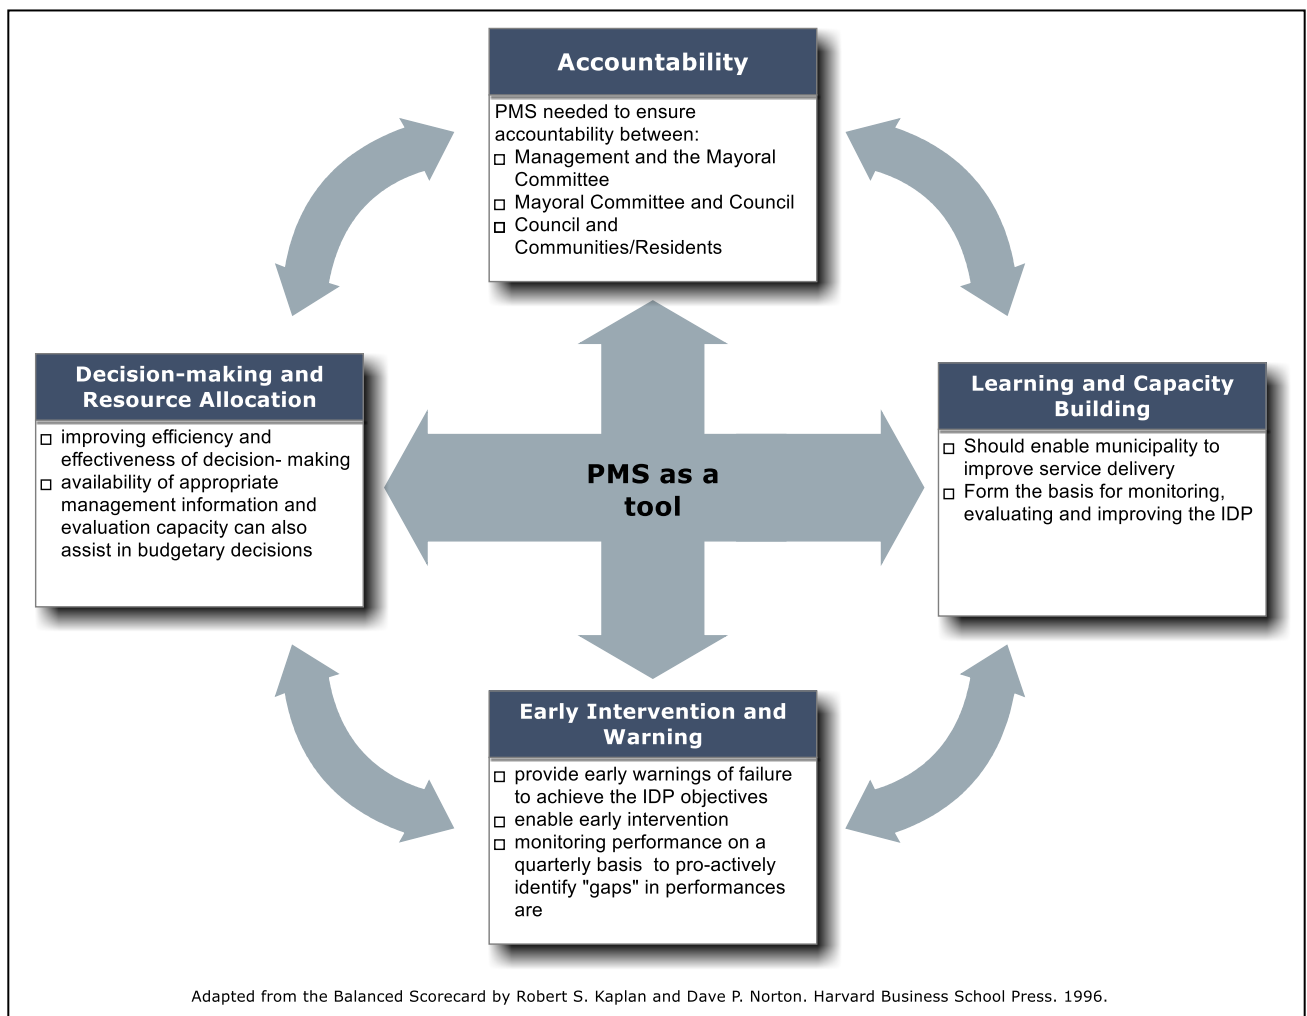 Accountability
PMS needed to ensure
accountability between:
Management and the Mayoral
Committee
Mayoral Committee and Council
Council and
Communities/Residents
Decision-making and
Resource Allocation
improving efficiency and
effectiveness of decision- making
availability of appropriate
management information and
evaluation capacity can also
assist in budgetary decisions
PMS as a
tool
Learning and Capacity
Building
Should enable municipality to
improve service delivery
Form the basis for monitoring,
evaluating and improving the IDP
Early Intervention and
Warning
provide early warnings of failure
to achieve the IDP objectives
enable early intervention
monitoring performance on a
quarterly basis  to pro-actively
identify "gaps" in performances
are
Adapted from the Balanced Scorecard by Robert S. Kaplan and Dave P. Norton. Harvard Business School Press. 1996.